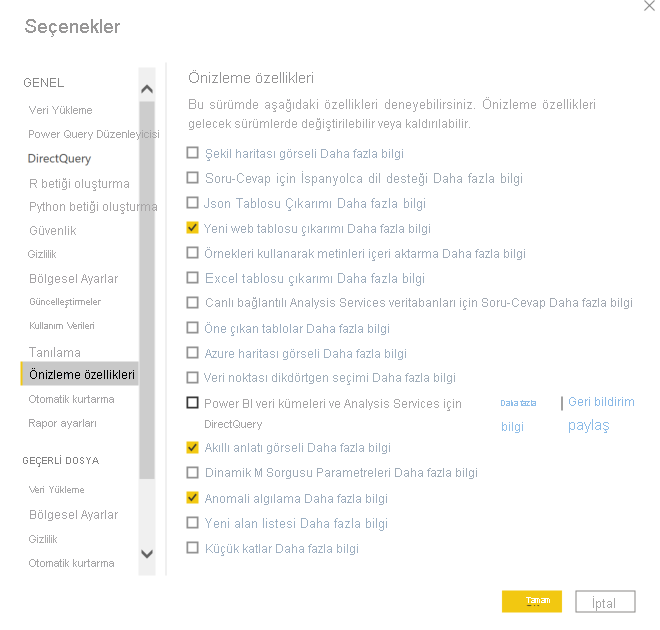 Seçenekler
GENEL
Veri Yükleme
Power Query Düzenleyicisi
DirectQuery
R betiği oluşturma
Python betiği oluşturma
Güvenlik
Gizlilik
Bölgesel Ayarlar
Güncelleştirmeler
Kullanım Verileri
Tanılama
Önizleme özellikleri
Otomatik kurtarma
Rapor ayarları
GEÇERLİ DOSYA
Veri Yükleme
Bölgesel Ayarlar
Gizlilik
Otomatik kurtarma
Önizleme özellikleri
Bu sürümde aşağıdaki özellikleri deneyebilirsiniz. Önizleme özellikleri
gelecek sürümlerde değiştirilebilir veya kaldırılabilir.
Şekil haritası görseli Daha fazla bilgi
Soru-Cevap için İspanyolca dil desteği Daha fazla bilgi
Json Tablosu Çıkarımı Daha fazla bilgi
Yeni web tablosu çıkarımı Daha fazla bilgi
Örnekleri kullanarak metinleri içeri aktarma Daha fazla bilgi
Excel tablosu çıkarımı Daha fazla bilgi
Canlı bağlantılı Analysis Services veritabanları için Soru-Cevap Daha fazla bilgi
Öne çıkan tablolar Daha fazla bilgi
Azure haritası görseli Daha fazla bilgi
Veri noktası dikdörtgen seçimi Daha fazla bilgi
Power BI veri kümeleri ve Analysis Services için Daha fazla | Geri bildirim
DirectQuery bilgi paylaş
Akıllı anlatı görseli Daha fazla bilgi
Dinamik M Sorgusu Parametreleri Daha fazla bilgi
Anomali algılama Daha fazla bilgi
Yeni alan listesi Daha fazla bilgi
Küçük katlar Daha fazla bilgi
Tamam İptal